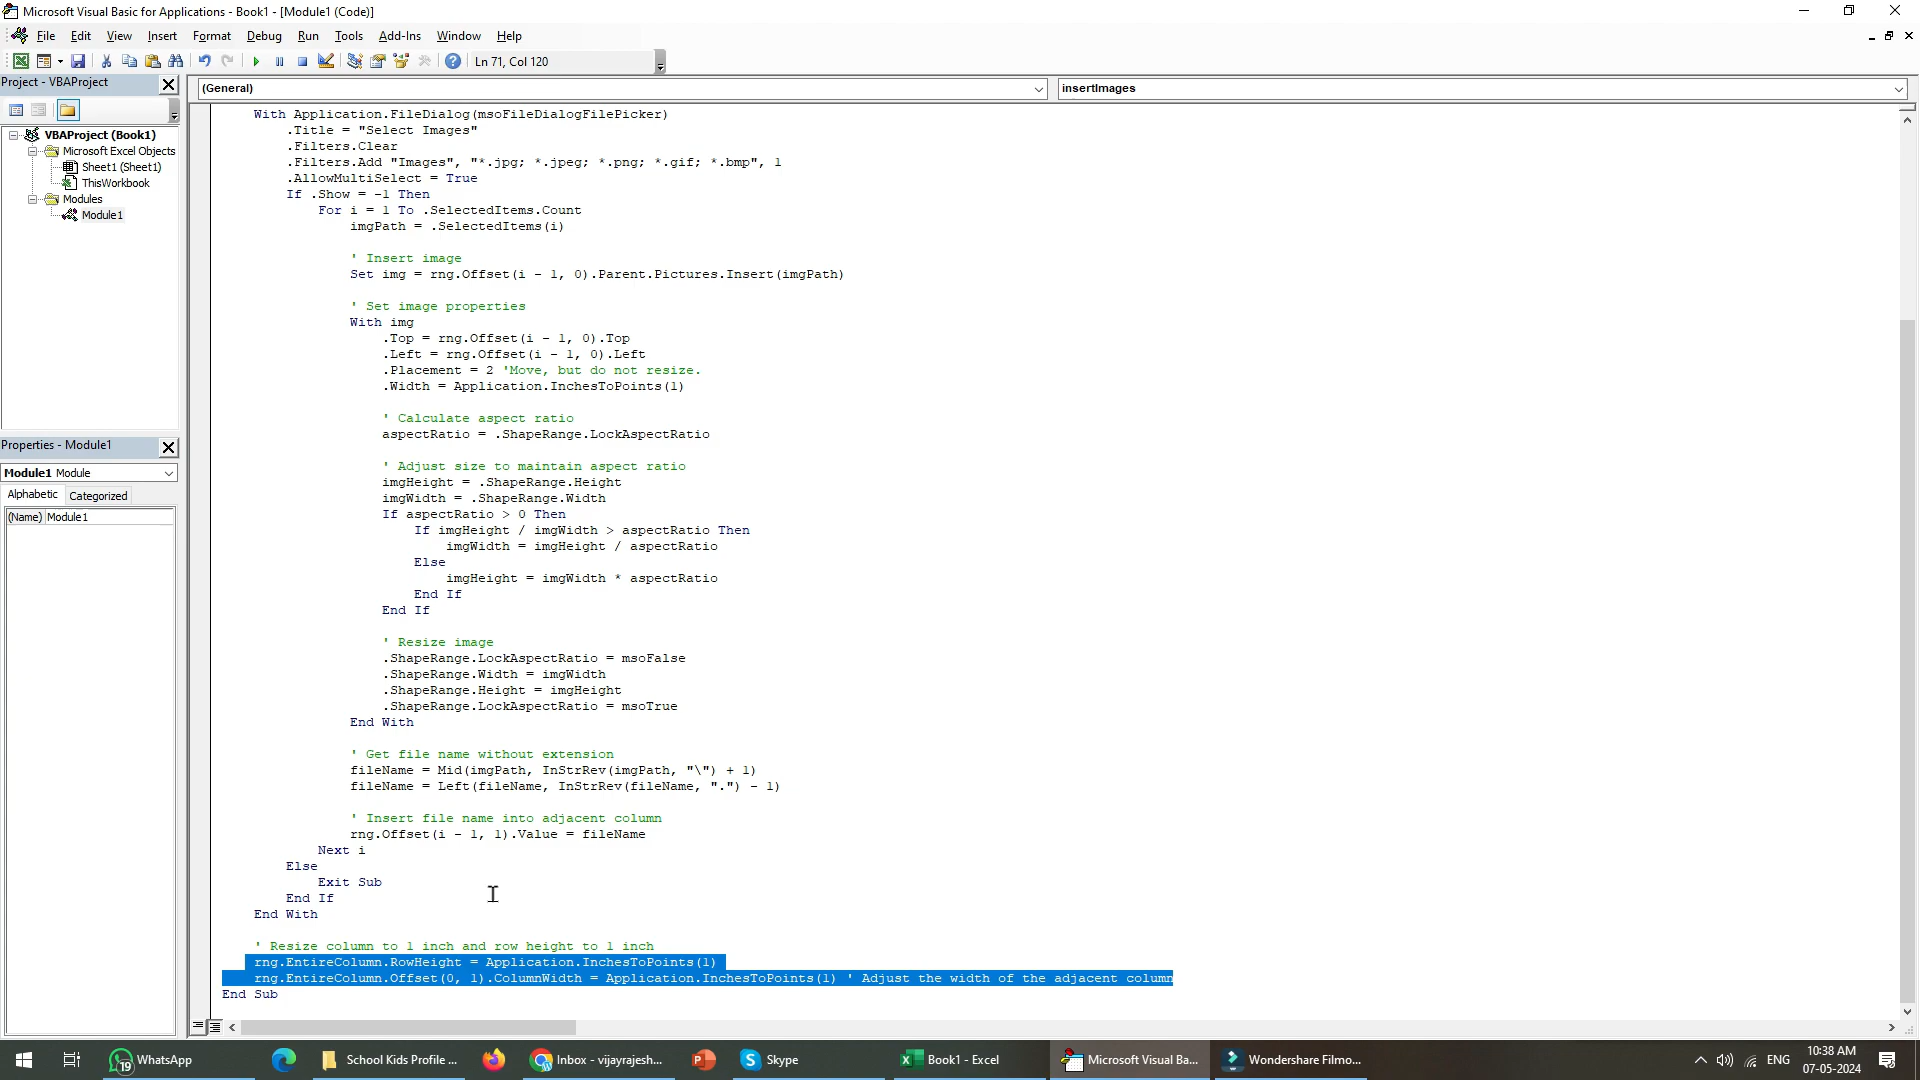 Microsoft Visual Basic for Applications - Book1 - [Module1 (Code)]
File Edit View Insert Format Debug Run Tools Add-Ins Window Help
Ln 71, Col 120
Project - VBAProject
(General)
insertImages
VBAProject (Book1)
Microsoft Excel Objects
Sheet1 (Sheet1)
ThisWorkbook
Modules
Module1
Properties - Module1
Module1 Module
Alphabetic Categorized
(Name) Module1
With Application.FileDialog(msoFileDialogFilePicker)
.Title = "Select Images"
.Filters.Clear
.Filters.Add "Images", "*.jpg; *.jpeg; *.png; *.gif; *.bmp", 1
.AllowMultiSelect = True
If .Show = -1 Then
For i = 1 To .SelectedItems.Count
imgPath = .SelectedItems(i)
' Insert image
Set img = rng.Offset(i - 1, 0).Parent.Pictures.Insert(imgPath)
' Set image properties
With img
.Top = rng.Offset(i - 1, 0).Top
.Left = rng.Offset(i - 1, 0).Left
.Placement = 2 'Move, but do not resize.
.Width = Application.InchesToPoints(1)
' Calculate aspect ratio
aspectRatio = .ShapeRange.LockAspectRatio
' Adjust size to maintain aspect ratio
imgHeight = .ShapeRange.Height
imgWidth = .ShapeRange.Width
If aspectRatio > 0 Then
If imgHeight / imgWidth > aspectRatio Then
imgWidth = imgHeight / aspectRatio
Else
imgHeight = imgWidth * aspectRatio
End If
End If
' Resize image
.ShapeRange.LockAspectRatio = msoFalse
.ShapeRange.Width = imgWidth
.ShapeRange.Height = imgHeight
.ShapeRange.LockAspectRatio = msoTrue
End With
' Get file name without extension
fileName = Mid(imgPath, InStrRev(imgPath, "\") + 1)
fileName = Left(fileName, InStrRev(fileName, ".") - 1)
' Insert file name into adjacent column
rng.Offset(i - 1, 1).Value = fileName
Next i
Else
Exit Sub
End If
End With
' Resize column to 1 inch and row height to 1 inch
rng.EntireColumn.RowHeight = Application.InchesToPoints(1)
rng.EntireColumn.Offset(0, 1).ColumnWidth = Application.InchesToPoints(1) ' Adjust the width of the adjacent column
End Sub
19 WhatsApp
School Kids Profile ...
Inbox - vijayrajesh...
Skype
Book1 - Excel
Microsoft Visual Ba...
Wondershare Filmo...
ENG
10:38 AM
07-05-2024